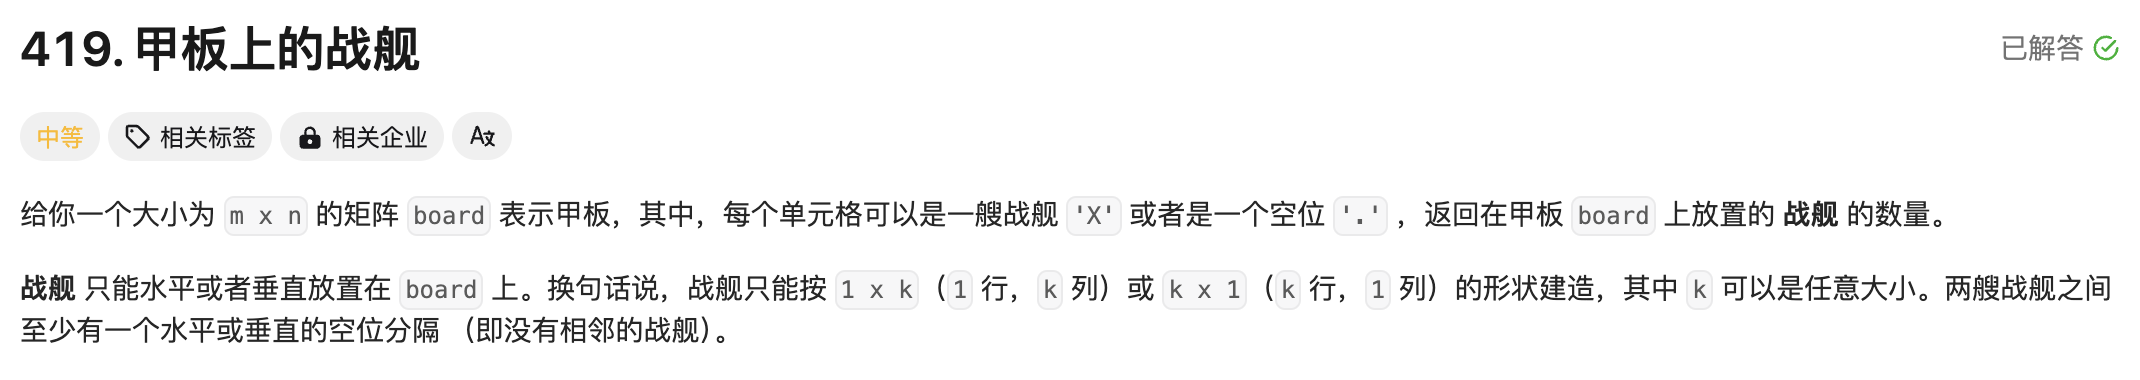 419. 甲板上的战舰
已解答
中等 相关标签 相关企业
给你一个大小为 m x n 的矩阵 board 表示甲板，其中，每个单元格可以是一艘战舰 'X' 或者是一个空位 '.' ，返回在甲板 board 上放置的 战舰 的数量。
战舰 只能水平或者垂直放置在 board 上。换句话说，战舰只能按 1 x k（1 行，k 列）或 k x 1（k 行，1 列）的形状建造，其中 k 可以是任意大小。两艘战舰之间
至少有一个水平或垂直的空位分隔 （即没有相邻的战舰）。